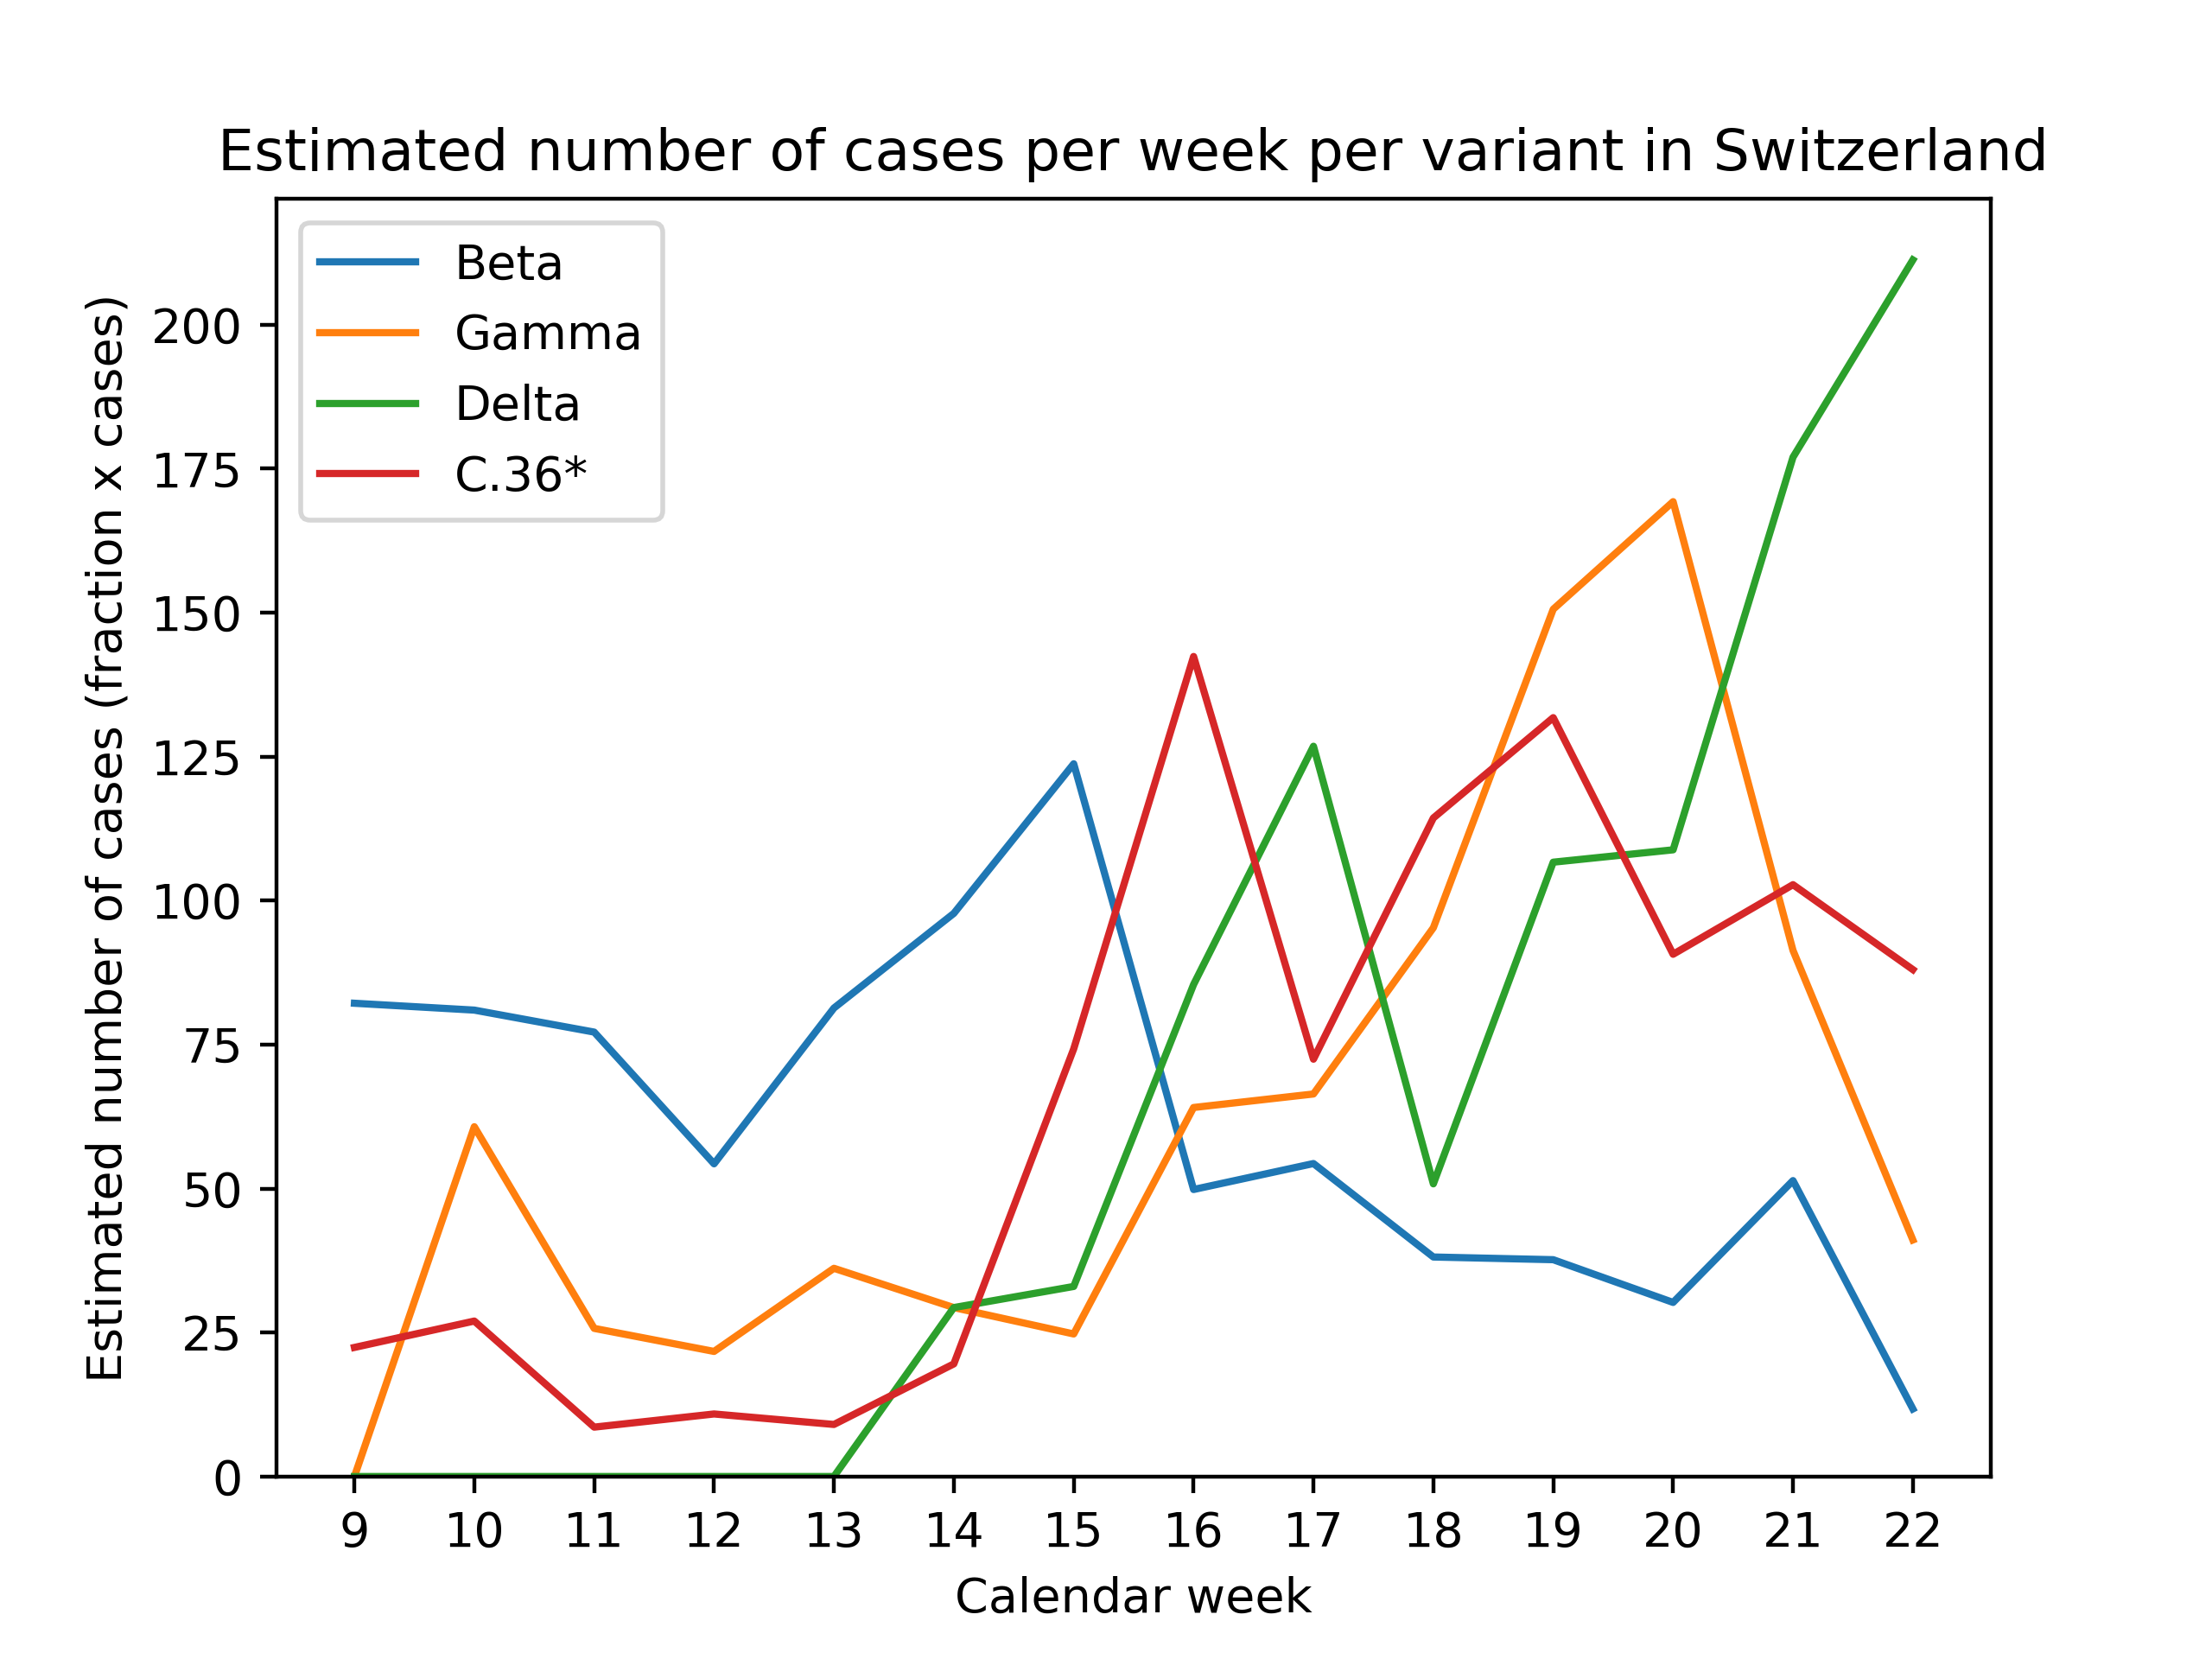 Estimated number of cases per week per variant in Switzerland
Beta
Gamma
Delta
C.36*
Estimated number of cases (fraction x cases)
200
175
150
125
100
75
50
25
0
9 10 11 12 13 14 15 16 17 18 19 20 21 22
Calendar week